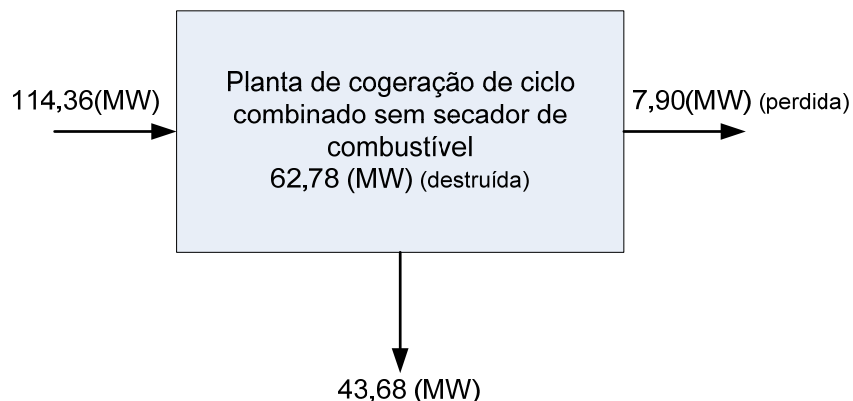 Planta de cogeração de ciclo
114,36(MW)
combinado sem secador de
7,90(MW) (perdida)
combustível
62,78 (MW) (destruída)
43,68 (MW)